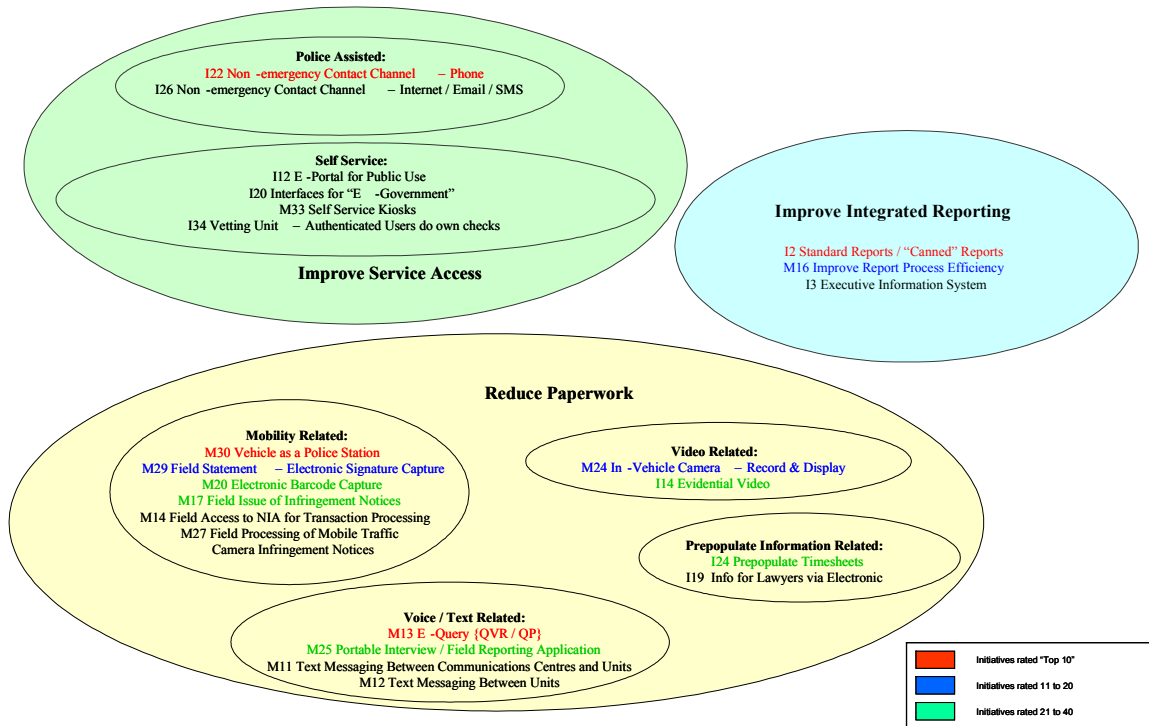 Police Assisted:
I22 Non -emergency Contact Channel – Phone
I26 Non -emergency Contact Channel – Internet / Email / SMS
Self Service:
I12 E -Portal for Public Use
I20 Interfaces for “E -Government”
M33 Self Service Kiosks
I34 Vetting Unit – Authenticated Users do own checks
Improve Service Access
Improve Integrated Reporting
I2 Standard Reports / “Canned” Reports
M16 Improve Report Process Efficiency
I3 Executive Information System
Reduce Paperwork
Mobility Related:
M30 Vehicle as a Police Station
M29 Field Statement – Electronic Signature Capture
M20 Electronic Barcode Capture
M17 Field Issue of Infringement Notices
M14 Field Access to NIA for Transaction Processing
M27 Field Processing of Mobile Traffic
Camera Infringement Notices
Video Related:
M24 In -Vehicle Camera – Record & Display
I14 Evidential Video
Prepopulate Information Related:
I24 Prepopulate Timesheets
I19 Info for Lawyers via Electronic
Voice / Text Related:
M13 E -Query {QVR / QP}
M25 Portable Interview / Field Reporting Application
M11 Text Messaging Between Communications Centres and Units
M12 Text Messaging Between Units
Initiatives rated "Top 10"
Initiatives rated 11 to 20
Initiatives rated 21 to 40